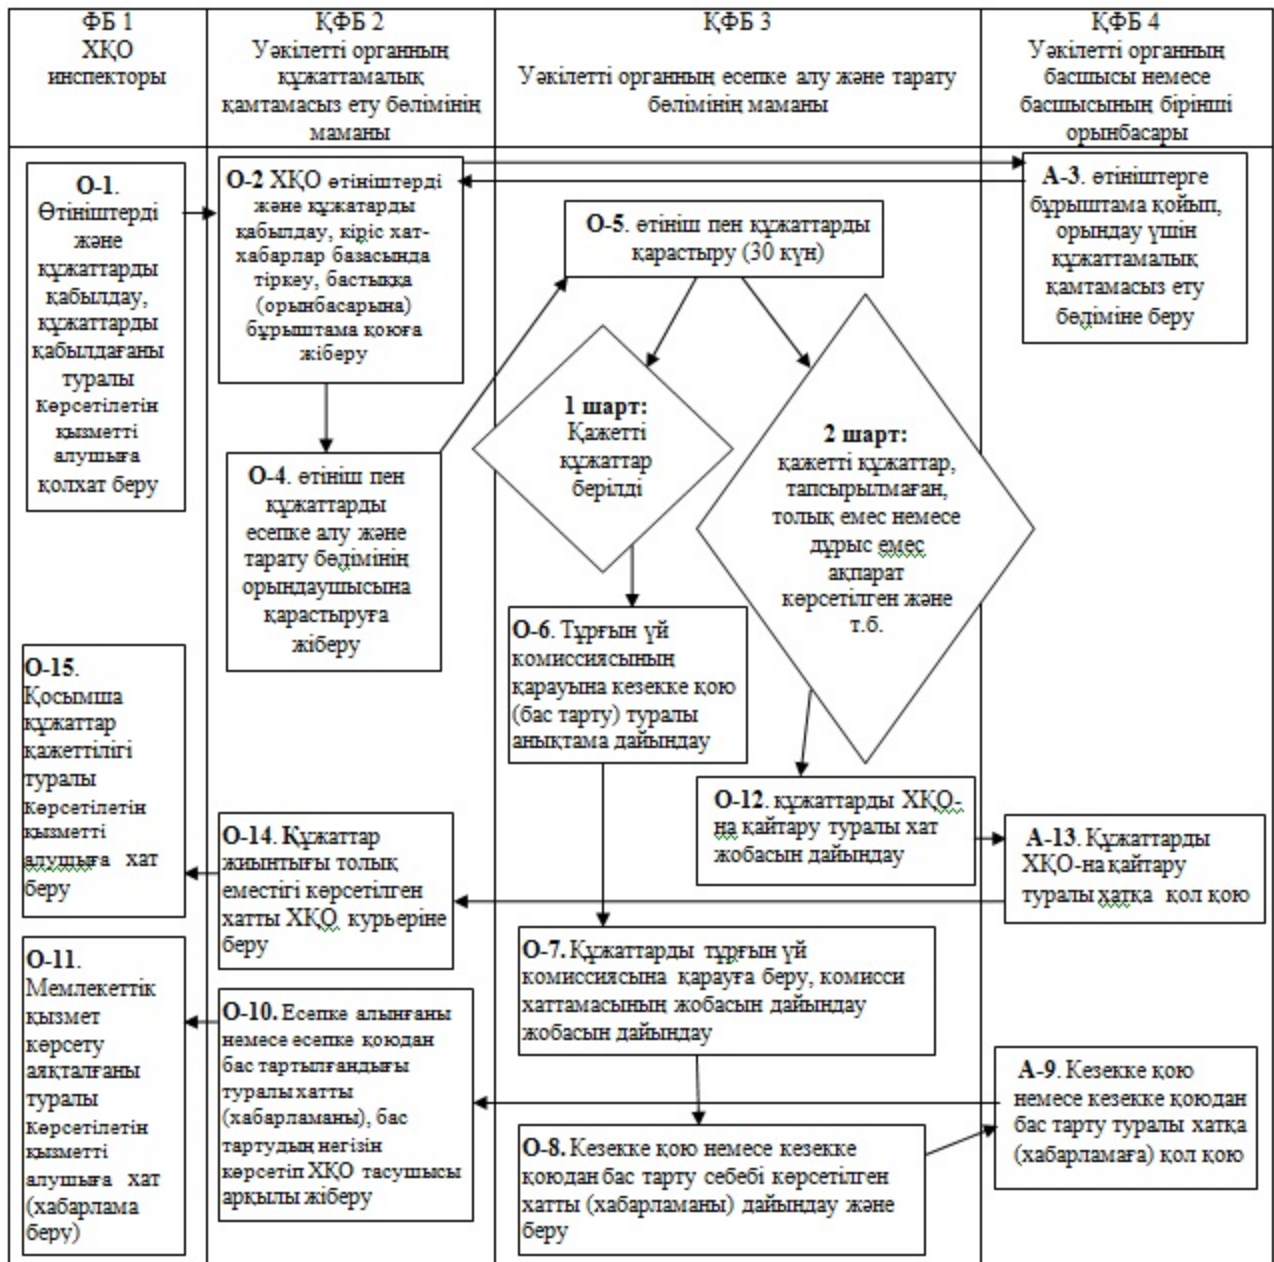 ФБ 1
ХҚО
инспекторы
ҚФБ 2
Уәкілетті органның
құжаттамалық
қамтамасыз ету бөлімінің
маманы
ҚФБ 3
Уәкілетті органның есепке алу және тарату
бөлімінің маманы
ҚФБ 4
Уәкілетті органның
басшысы немесе
басшысының бірінші
орынбасары
О-1.
Өтініштерді
және
құжаттарды
қабылдау,
құжаттарды
қабылдағаны
туралы
Көрсетілетін
қызметті
алушыға
қолхат беру
О-2 ХҚО өтініштерді
және құжатарды
қабылдау, кіріс хат-
хабарлар базасында
тіркеу, бастыққа
(орынбасарына)
бұрыштама қоюға
жіберу
А-3. өтініштерге
бұрыштама қойып,
орындау үшін
құжаттамалық
қамтамасыз ету
бөліміне беру
О-4. өтініш пен
құжаттарды
есепке алу және
тарату бөлімінің
орындаушысына
қарастыруға
жіберу
О-5. өтініш пен құжаттарды
қарастыру (30 күн)
1 шарт:
Қажетті
құжаттар
берілді
2 шарт:
қажетті құжаттар,
тапсырылмаған,
толық емес немесе
дұрыс емес
ақпарат
көрсетілген және
т.б.
О-6. Тұрғын үй
комиссиясының
қарауына кезекке қою
(бас тарту) туралы
анықтама дайындау
О-12. құжаттарды ХҚО-
на қайтару туралы хат
жобасын дайындау
А-13. Құжаттарды
ХҚО-на қайтару
туралы хатқа қол қою
О-14. Құжаттар
жиынтығы толық
еместігі көрсетілген
хатты ХҚО курьеріне
беру
О-15.
Қосымша
құжаттар
қажеттілігі
туралы
Көрсетілетін
қызметті
алушыға хат
беру
О-7. Құжаттарды тұрғын үй
комиссиясына қарауға беру, комисси
хаттамасының жобасын дайындау
жобасын дайындау
О-8. Кезекке қою немесе кезекке
қоюдан бас тарту себебі көрсетілген
хатты (хабарламаны) дайындау және
беру
А-9. Кезекке қою
немесе кезекке қоюдан
бас тарту туралы хатқа
(хабарламаға) қол қою
О-10. Есепке алынғаны
немесе есепке қоюдан
бас тартылғандығы
туралы хатты
(хабарламаны), бас
тартудың негізін
көрсетіп ХҚО тасушысы
арқылы жіберу
О-11.
Мемлекеттік
қызмет
көрсету
аяқталғаны
туралы
Көрсетілетін
қызметті
алушыға хат
(хабарлама
беру)